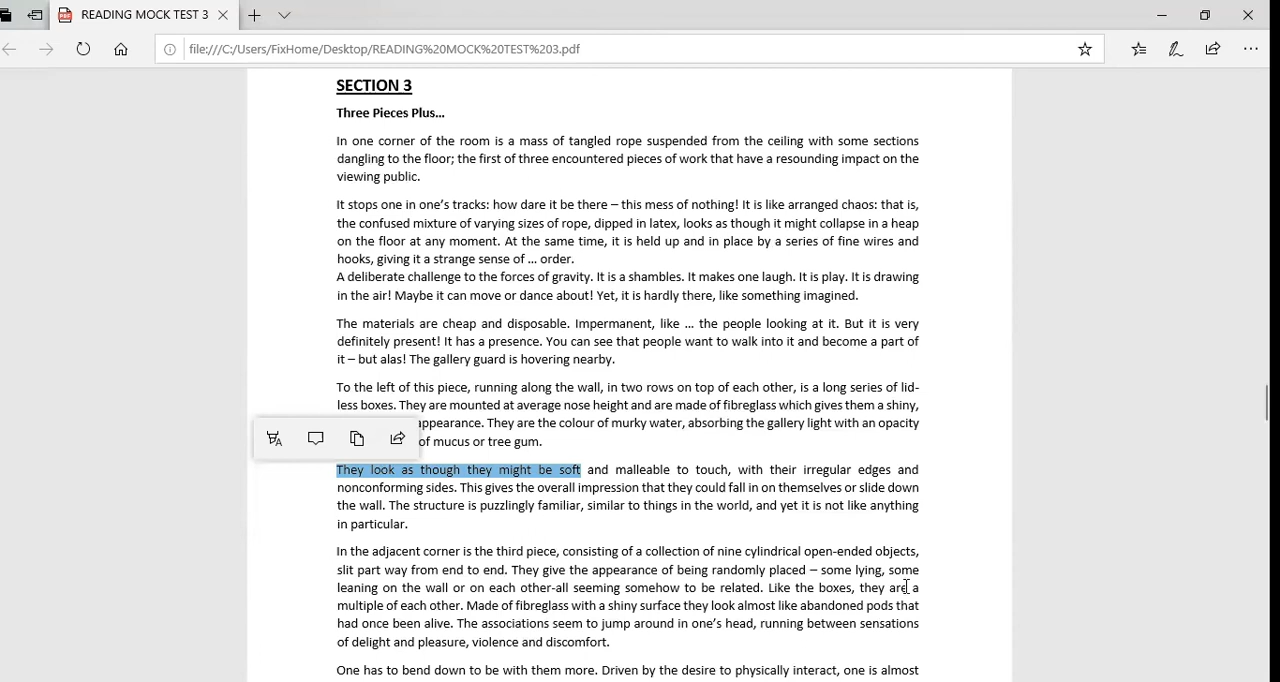 READING MOCK TEST 3
file:///C:/Users/FixHome/Desktop/READING%20MOCK%20TEST%203.pdf
SECTION 3
Three Pieces Plus…
In one corner of the room is a mass of tangled rope suspended from the ceiling with some sections
dangling to the floor; the first of three encountered pieces of work that have a resounding impact on the
viewing public.
It stops one in one's tracks: how dare it be there – this mess of nothing! It is like arranged chaos: that is,
the confused mixture of varying sizes of rope, dipped in latex, looks as though it might collapse in a heap
on the floor at any moment. At the same time, it is held up and in place by a series of fine wires and
hooks, giving it a strange sense of … order.
A deliberate challenge to the forces of gravity. It is a shambles. It makes one laugh. It is play. It is drawing
in the air! Maybe it can move or dance about! Yet, it is hardly there, like something imagined.
The materials are cheap and disposable. Impermanent, like … the people looking at it. But it is very
definitely present! It has a presence. You can see that people want to walk into it and become a part of
it – but alas! The gallery guard is hovering nearby.
To the left of this piece, running along the wall, in two rows on top of each other, is a long series of lid-
less boxes. They are mounted at average nose height and are made of fibreglass which gives them a shiny,
appearance. They are the colour of murky water, absorbing the gallery light with an opacity
of mucus or tree gum.
They look as though they might be soft and malleable to touch, with their irregular edges and
nonconforming sides. This gives the overall impression that they could fall in on themselves or slide down
the wall. The structure is puzzlingly familiar, similar to things in the world, and yet it is not like anything
in particular.
In the adjacent corner is the third piece, consisting of a collection of nine cylindrical open-ended objects,
slit part way from end to end. They give the appearance of being randomly placed – some lying, some
leaning on the wall or on each other-all seeming somehow to be related. Like the boxes, they are a
multiple of each other. Made of fibreglass with a shiny surface they look almost like abandoned pods that
had once been alive. The associations seem to jump around in one's head, running between sensations
of delight and pleasure, violence and discomfort.
One has to bend down to be with them more. Driven by the desire to physically interact, one is almost